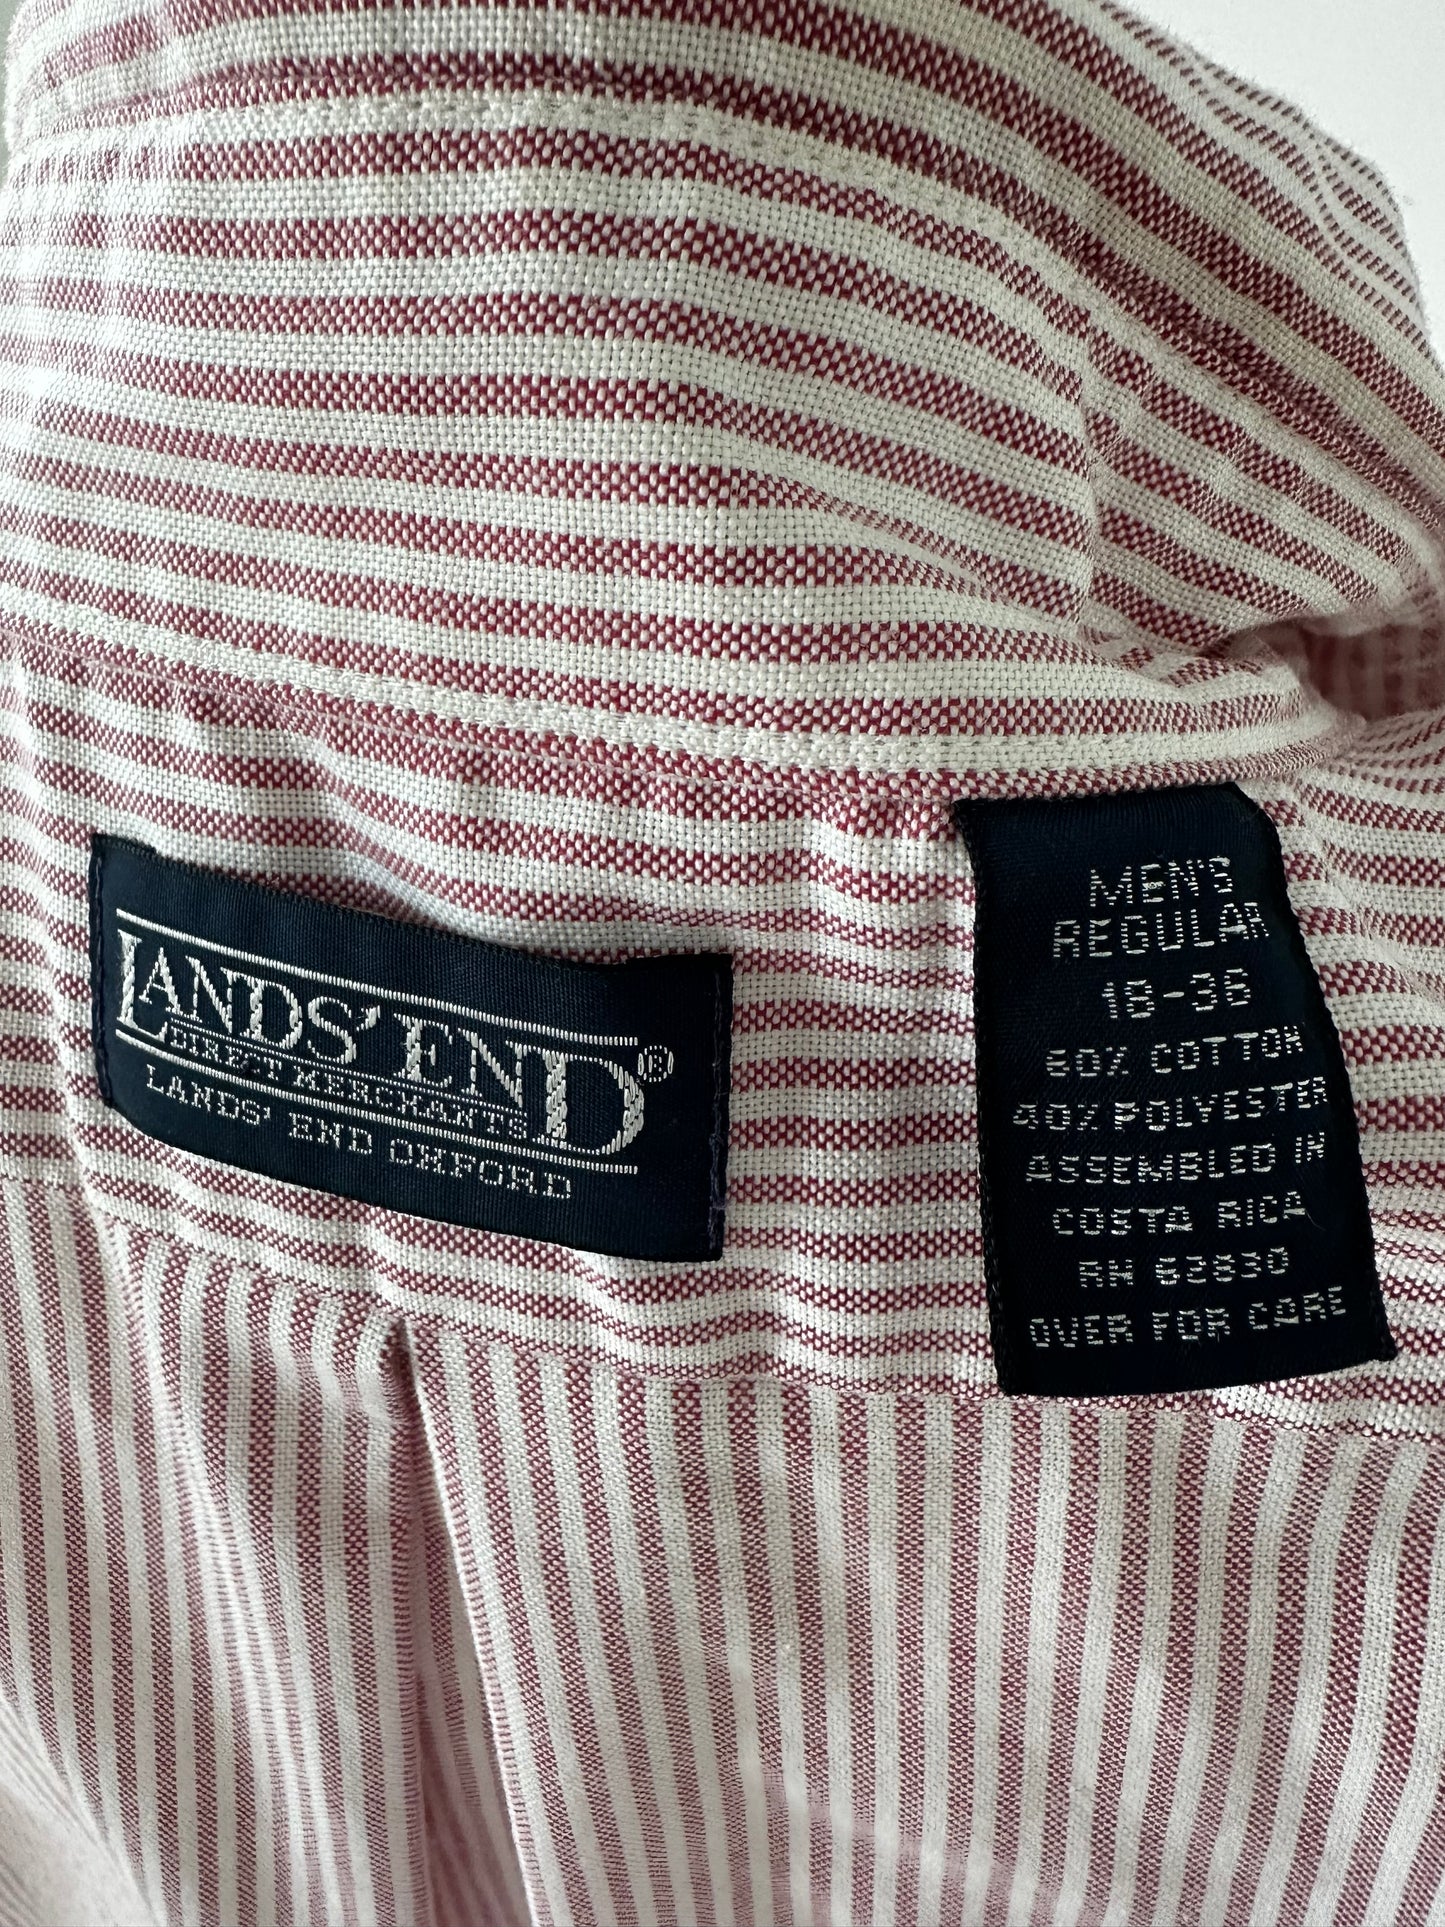 LANDS' END®
DIRECT MERCHANTS
LANDS' END OXFORD
MEN'S
REGULAR
18-36
60% COTTON
40% POLYESTER
ASSEMBLED IN
COSTA RICA
RN 62830
OVER FOR CARE